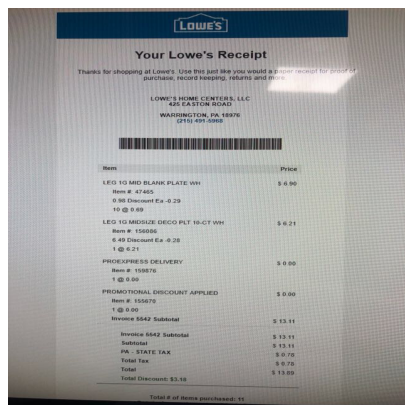 LOWE'S
Your Lowe's Receipt
Thanks for shopping at Lowe's. Use this just like you would a paper receipt for proof of
purchase, record keeping, returns and more.
LOWE'S HOME CENTERS, LLC
425 EASTON ROAD
WARRINGTON, PA 18976
(215) 491-5968
Item Price
LEG 1G MID BLANK PLATE WH $ 6.90
Item #: 47465
0.98 Discount Ea -0.29
10 @ 0.69
LEG 1G MIDSIZE DECO PLT 10-CT WH $ 6.21
Item #: 156086
6.49 Discount Ea -0.28
1 @ 6.21
PROEXPRESS DELIVERY $ 0.00
Item #: 159876
1 @ 0.00
PROMOTIONAL DISCOUNT APPLIED $ 0.00
Item #: 155670
1 @ 0.00
Invoice 5542 Subtotal $ 13.11
Invoice 5542 Subtotal $ 13.11
Subtotal $ 13.11
PA - STATE TAX $ 0.78
Total Tax $ 0.78
Total $ 13.89
Total Discount: $3.18
Total # of items purchased: 11